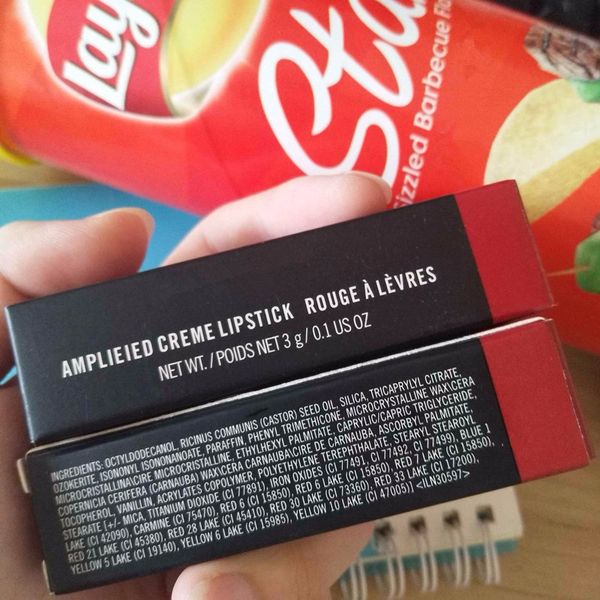 Lay
Sta
izzled Barbecue
AMPLIEIED CREME LIPSTICK ROUGE À LÈVRES
NET WT. / POIDS NET 3 g / 0.1 US OZ
INGREDIENTS: OCTYLDODECANOL, RICINUS COMMUNIS (CASTOR) SEED OIL, SILICA, TRICAPRYLYL CITRATE,
OZOKERITE, ISONONYL ISONONANOATE, PARAFFIN, PHENYL TRIMETHICONE, MICROCRYSTALLINE WAX\CERA
MICROCRISTALLINA\CIRE MICROCRISTALLINE, ETHYLHEXYL PALMITATE, CAPRYLIC/CAPRIC TRIGLYCERIDE,
COPERNICIA CERIFERA (CARNAUBA) WAX\CERA CARNAUBA\CIRE DE CARNAUBA, ASCORBYL PALMITATE,
TOCOPHEROL, VANILLIN, ACRYLATES COPOLYMER, POLYETHYLENE TEREPHTHALATE, STEARYL STEAROYL
STEARATE [+/- MICA, TITANIUM DIOXIDE (CI 77891), IRON OXIDES (CI 77491, CI 77492, CI 77499), BLUE 1
LAKE (CI 42090), CARMINE (CI 75470), RED 6 (CI 15850), RED 6 LAKE (CI 15850), RED 7 LAKE (CI 15850),
RED 21 LAKE (CI 45380), RED 28 LAKE (CI 45410), RED 30 LAKE (CI 73360), RED 33 LAKE (CI 17200),
YELLOW 5 LAKE (CI 19140), YELLOW 6 LAKE (CI 15985), YELLOW 10 LAKE (CI 47005)] <ILN30597>